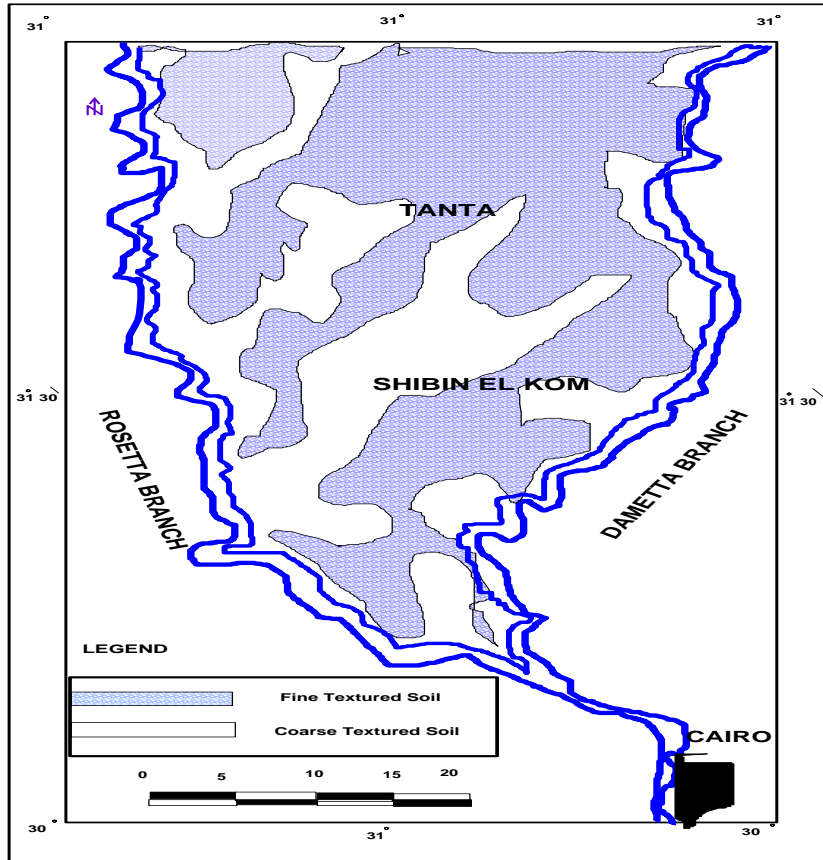 31°
31°
31°
N
TANTA
SHIBIN EL KOM
31° 30\
31° 30\
ROSETTA BRANCH
DAMETTA BRANCH
LEGEND
Fine Textured Soil
Coarse Textured Soil
CAIRO
0 5 10 15 20
30°
31°
30°